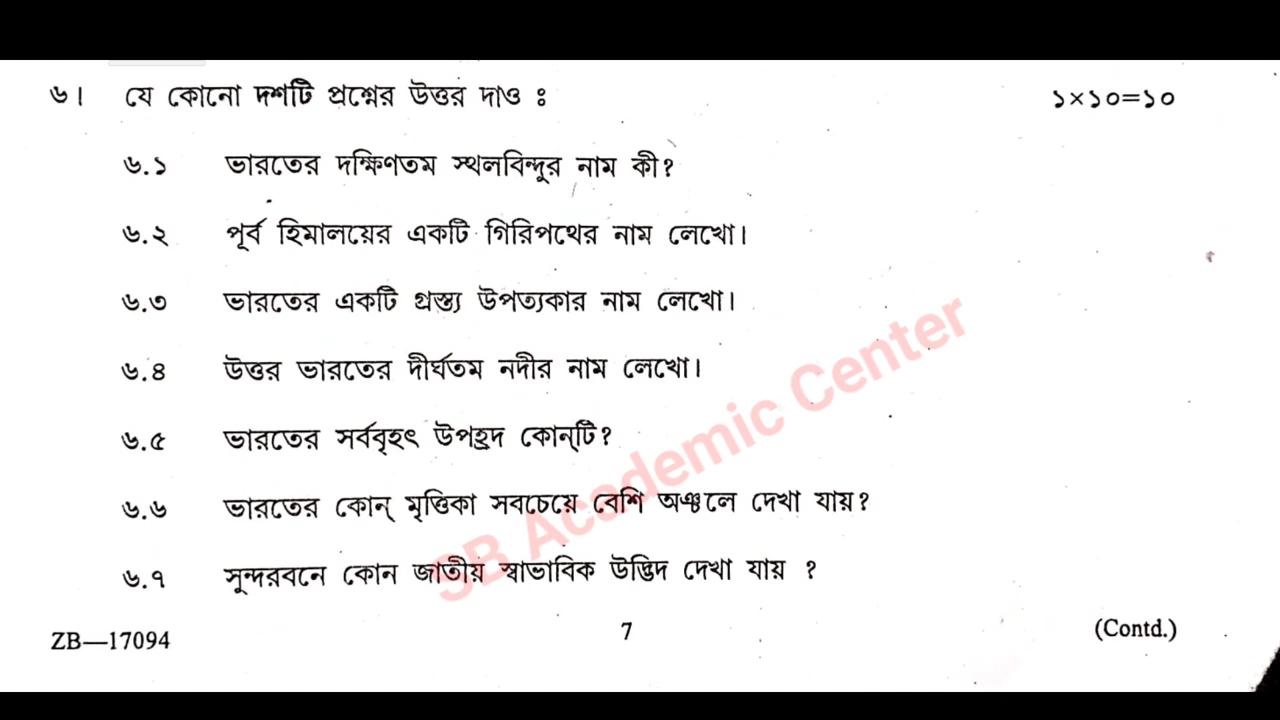 ৬। যে কোনো দশটি প্রশ্নের উত্তর দাও ঃ ১×১০=১০
৬.১ ভারতের দক্ষিণতম স্থলবিন্দুর নাম কী?
৬.২ পূর্ব হিমালয়ের একটি গিরিপথের নাম লেখো।
৬.৩ ভারতের একটি গ্রস্ত্য উপত্যকার নাম লেখো।
৬.৪ উত্তর ভারতের দীর্ঘতম নদীর নাম লেখো।
৬.৫ ভারতের সর্ববৃহৎ উপহ্রদ কোন্‌টি?
৬.৬ ভারতের কোন্ মৃত্তিকা সবচেয়ে বেশি অঞ্চলে দেখা যায়?
৬.৭ সুন্দরবনে কোন জাতীয় স্বাভাবিক উদ্ভিদ দেখা যায় ?
SB Academic Center
ZB—17094 7 (Contd.)